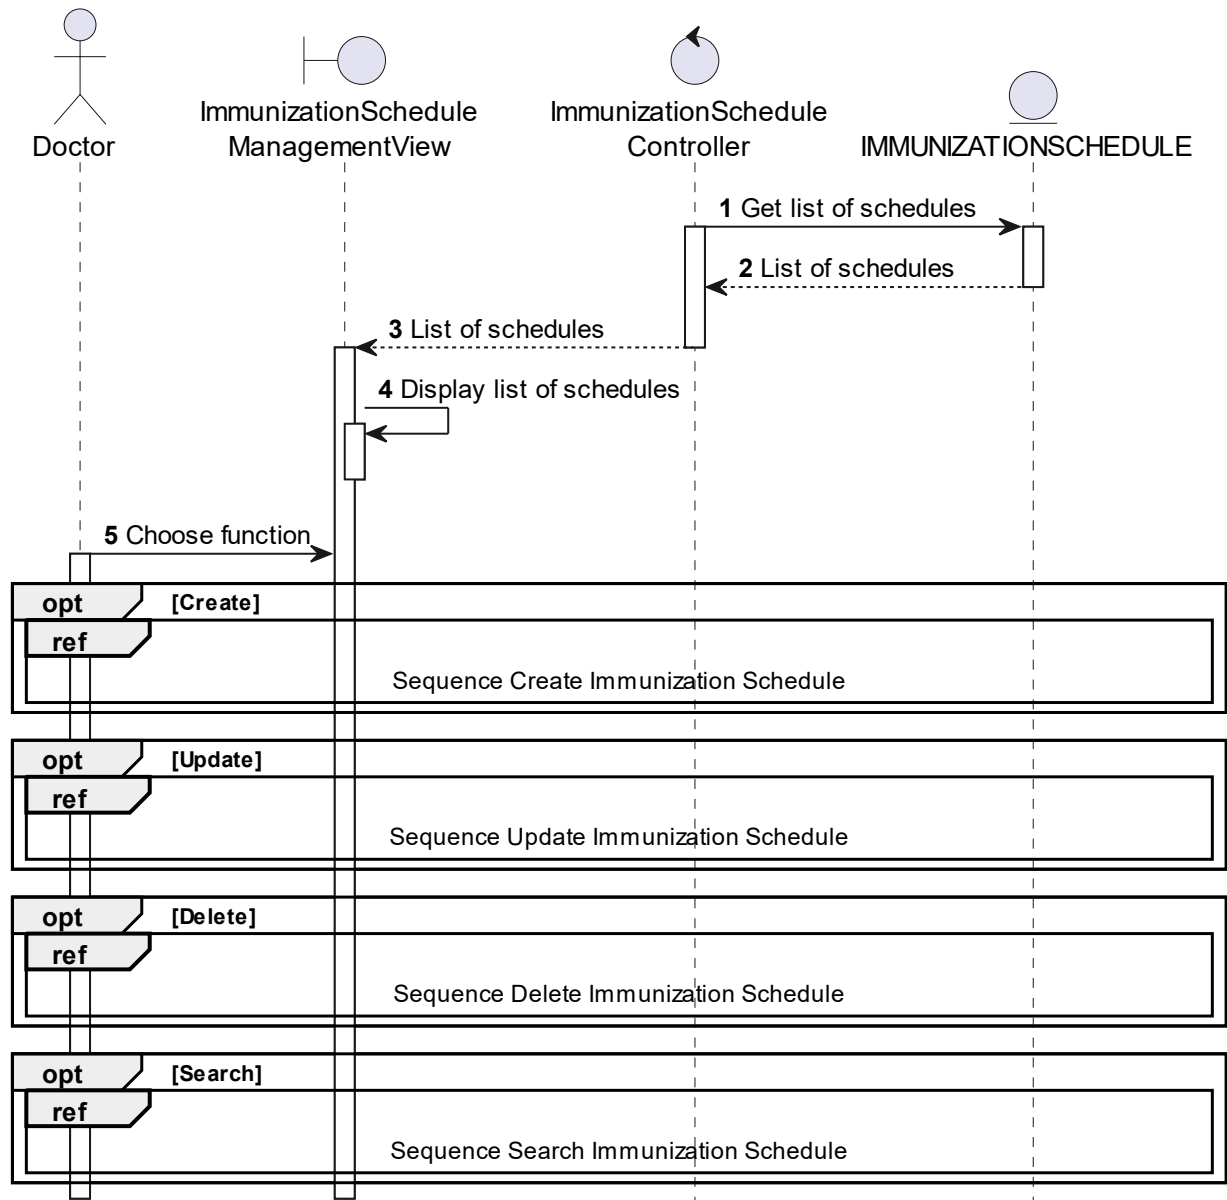 Doctor
ImmunizationSchedule
ManagementView
ImmunizationSchedule
Controller
IMMUNIZATIONSCHEDULE
1 Get list of schedules
2 List of schedules
3 List of schedules
4 Display list of schedules
5 Choose function
opt [Create]
ref
Sequence Create Immunization Schedule
opt [Update]
ref
Sequence Update Immunization Schedule
opt [Delete]
ref
Sequence Delete Immunization Schedule
opt [Search]
ref
Sequence Search Immunization Schedule